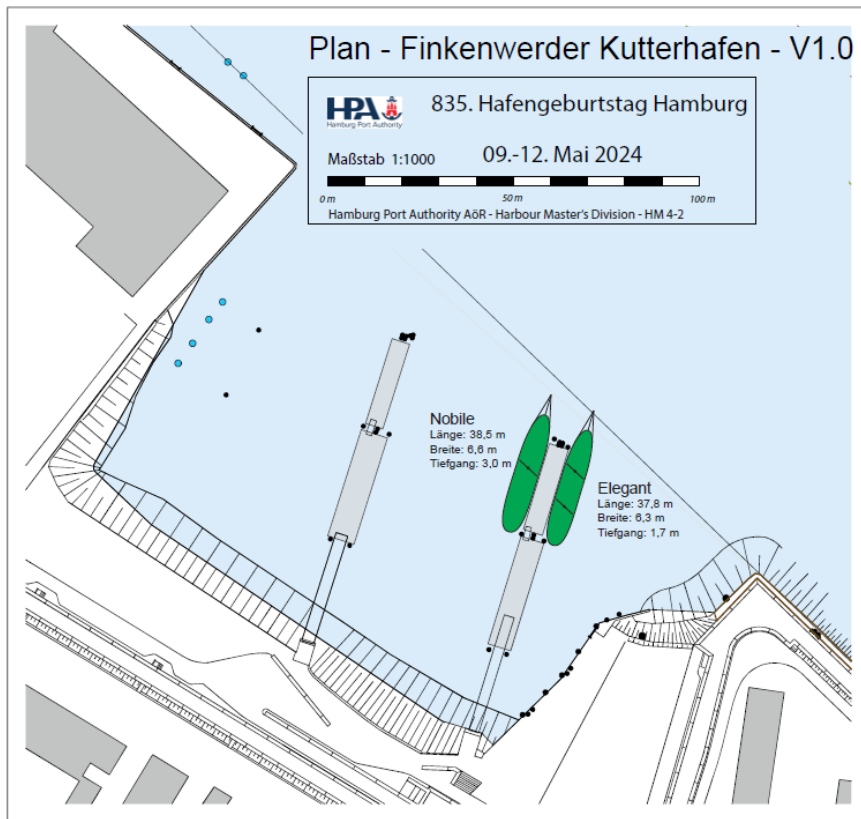 Plan - Finkenwerder Kutterhafen - V1.0
HPA
Hamburg Port Authority
835. Hafengeburtstag Hamburg
Maßstab 1:1000
09.-12. Mai 2024
0 m
50 m
100 m
Hamburg Port Authority AöR - Harbour Master's Division - HM 4-2
Nobile
Länge: 38,5 m
Breite: 6,6 m
Tiefgang: 3,0 m
Elegant
Länge: 37,8 m
Breite: 6,3 m
Tiefgang: 1,7 m